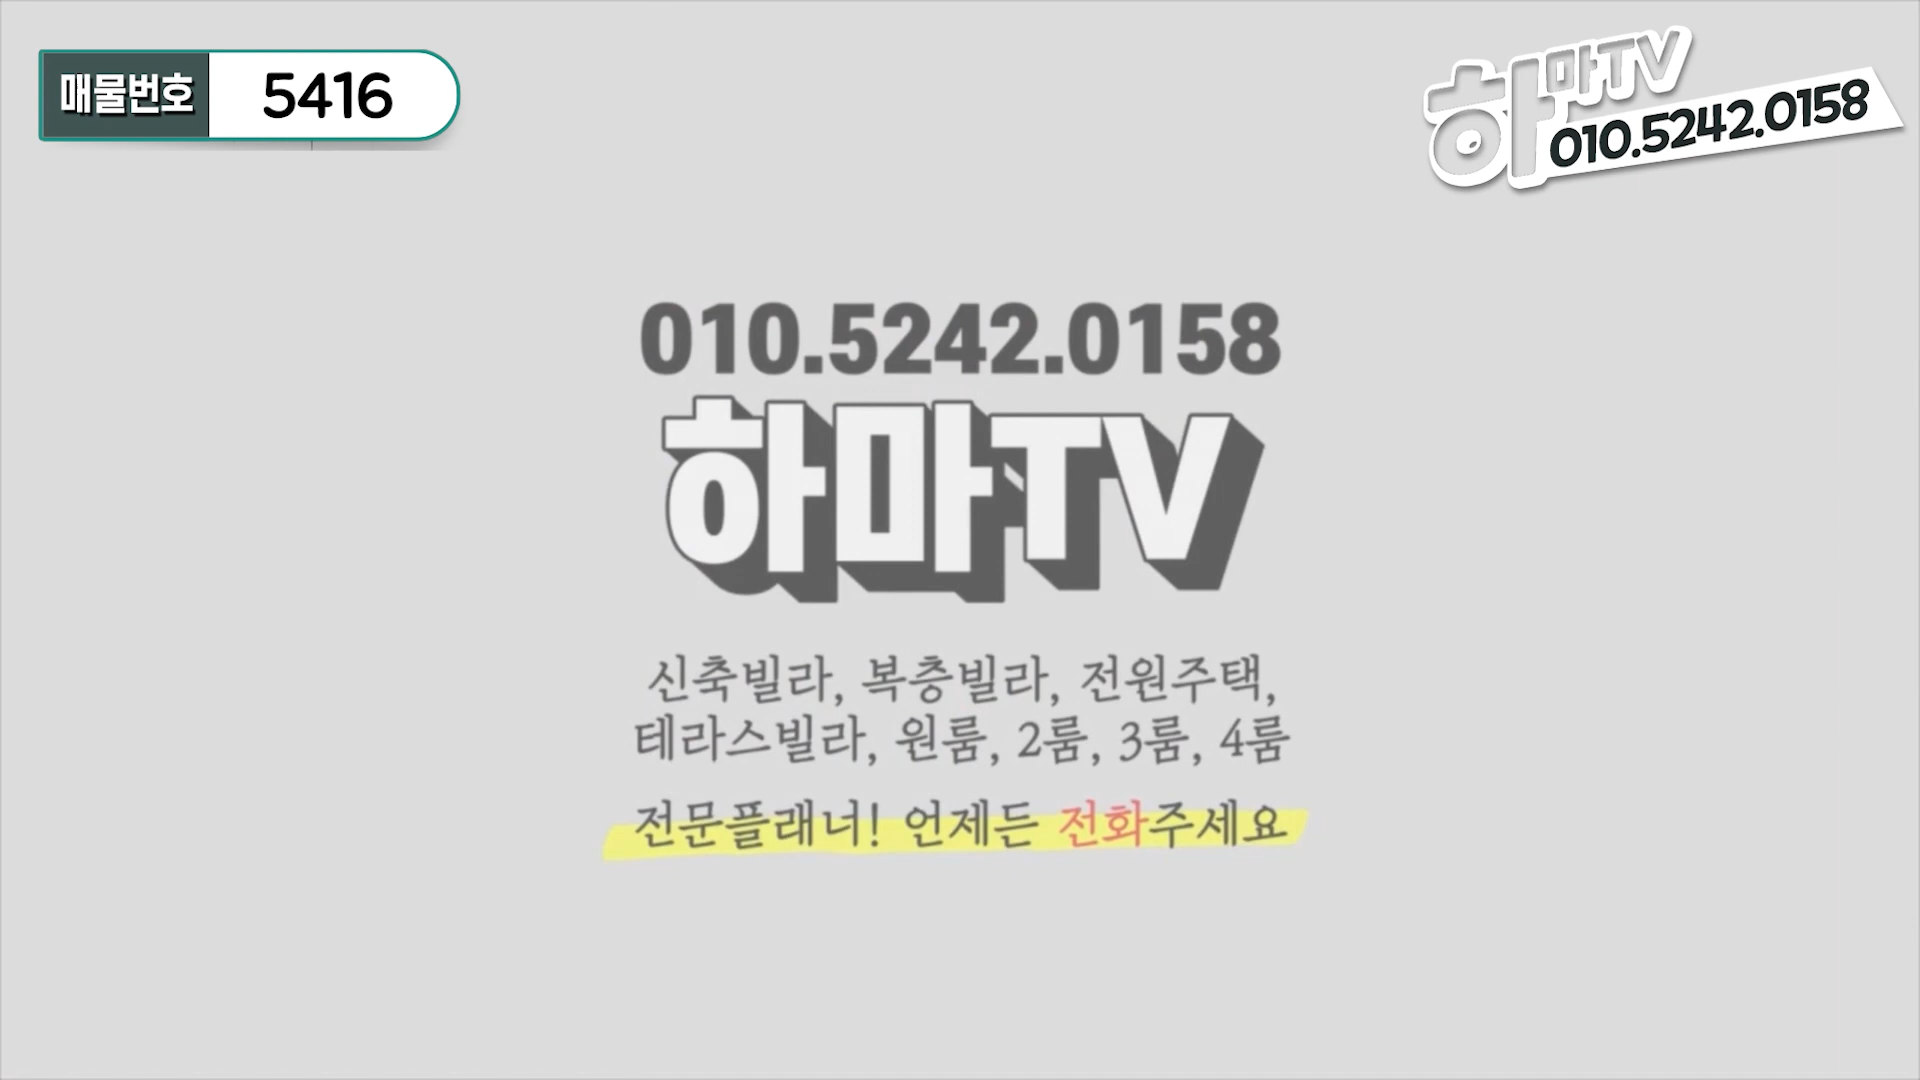 매물번호 5416
하마TV
010.5242.0158
010.5242.0158
하마TV
신축빌라, 복층빌라, 전원주택,
테라스빌라, 원룸, 2룸, 3룸, 4룸
전문플래너! 언제든 전화주세요